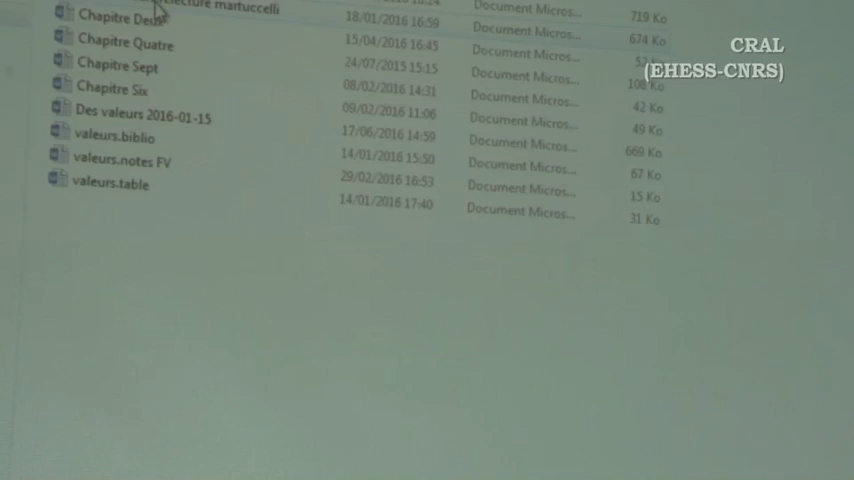 Document Micros... 719 Ko
lecture martuccelli 18/01/2016 16:59 Document Micros... 674 Ko
Chapitre Deux 15/04/2016 16:45 Document Micros... Ko
Chapitre Quatre 24/07/2015 15:15 Document Micros... 108 Ko
Chapitre Sept 08/02/2016 14:31 Document Micros... 42 Ko
Chapitre Six 09/02/2016 11:06 Document Micros... 49 Ko
Des valeurs 2016-01-15 17/06/2016 14:59 Document Micros... 669 Ko
valeurs.biblio 14/01/2016 15:50 Document Micros... 67 Ko
valeurs.notes FV 29/02/2016 16:53 Document Micros... 15 Ko
valeurs.table 14/01/2016 17:40 Document Micros... 31 Ko
CRAL
(EHESS-CNRS)